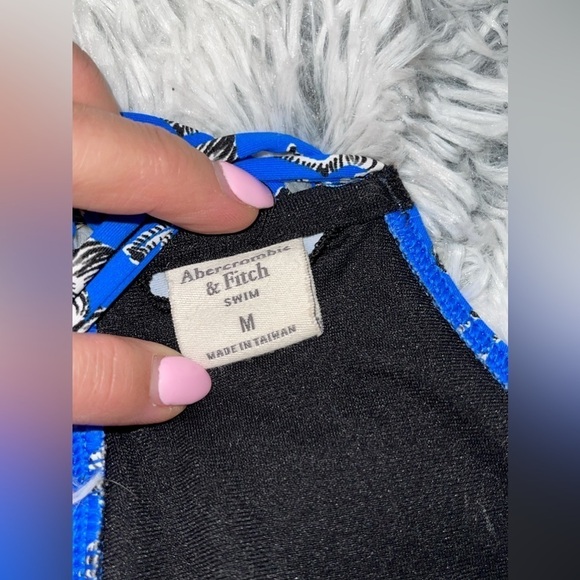 Abercrombie
& Fitch
SWIM
M
MADE IN TAIWAN